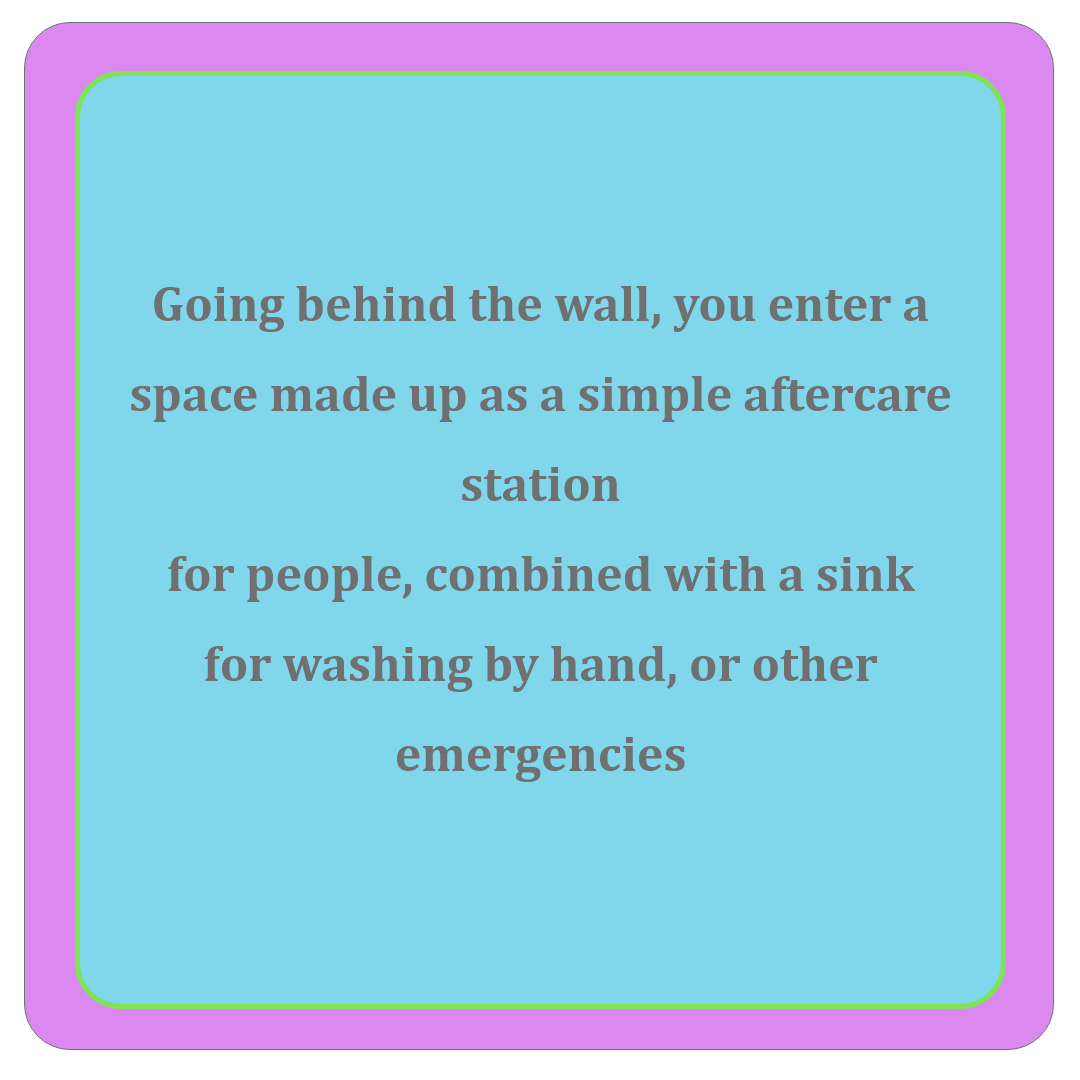 Going behind the wall, you enter a
space made up as a simple aftercare
station
for people, combined with a sink
for washing by hand, or other
emergencies